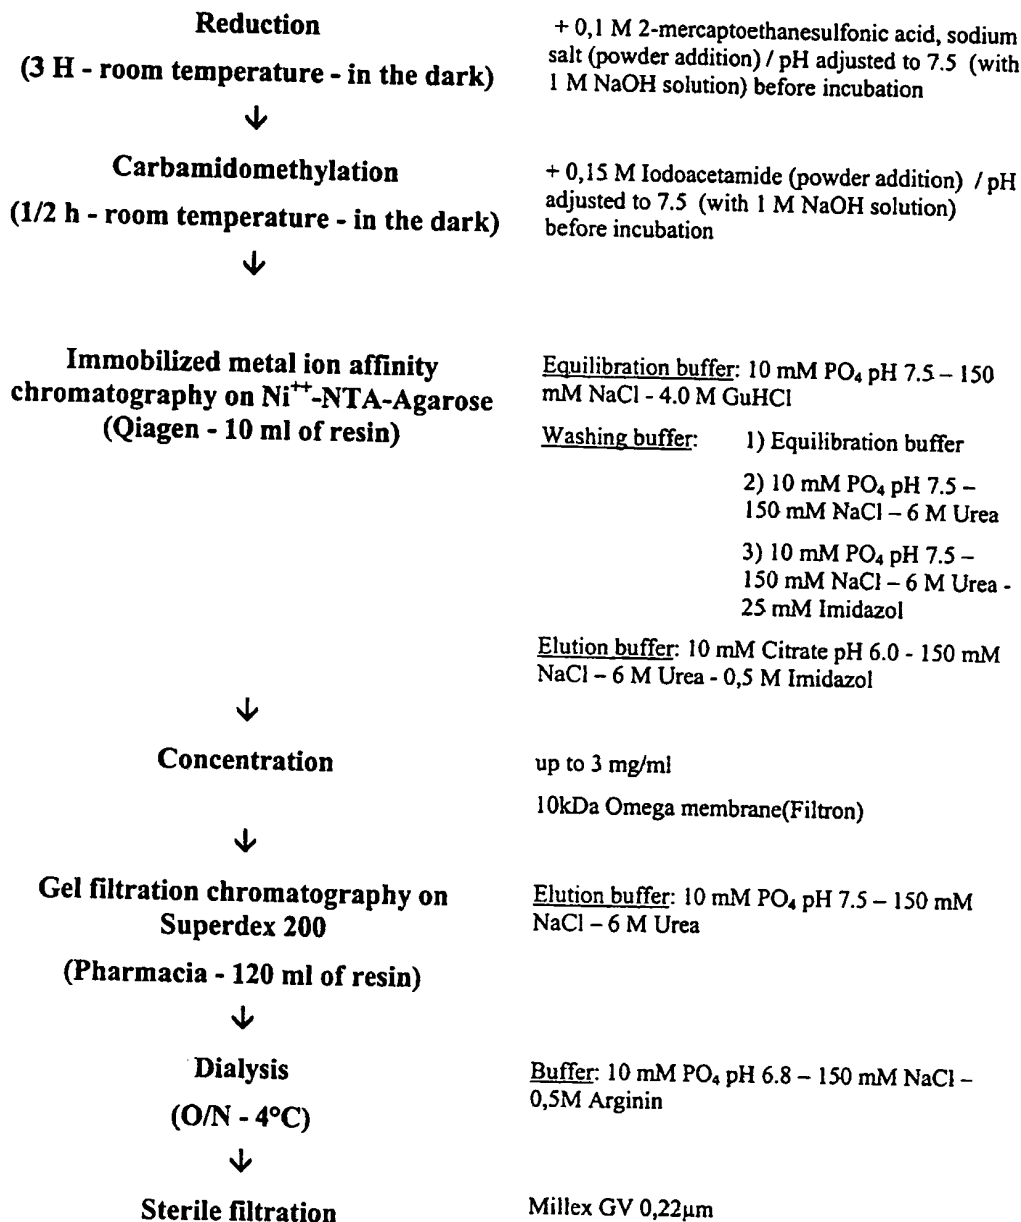 Reduction
(3 H - room temperature - in the dark)
+ 0,1 M 2-mercaptoethanesulfonic acid, sodium
salt (powder addition) / pH adjusted to 7.5 (with
1 M NaOH solution) before incubation
↓
Carbamidomethylation
(1/2 h - room temperature - in the dark)
+ 0,15 M Iodoacetamide (powder addition) / pH
adjusted to 7.5 (with 1 M NaOH solution)
before incubation
↓
Immobilized metal ion affinity
chromatography on Ni⁺⁺-NTA-Agarose
(Qiagen - 10 ml of resin)
Equilibration buffer: 10 mM PO₄ pH 7.5 – 150
mM NaCl - 4.0 M GuHCl
Washing buffer: 1) Equilibration buffer
2) 10 mM PO₄ pH 7.5 –
150 mM NaCl – 6 M Urea
3) 10 mM PO₄ pH 7.5 –
150 mM NaCl – 6 M Urea -
25 mM Imidazol
Elution buffer: 10 mM Citrate pH 6.0 - 150 mM
NaCl – 6 M Urea - 0,5 M Imidazol
↓
Concentration
up to 3 mg/ml
10kDa Omega membrane(Filtron)
↓
Gel filtration chromatography on
Superdex 200
(Pharmacia - 120 ml of resin)
Elution buffer: 10 mM PO₄ pH 7.5 – 150 mM
NaCl – 6 M Urea
↓
Dialysis
(O/N - 4°C)
Buffer: 10 mM PO₄ pH 6.8 – 150 mM NaCl –
0,5M Arginin
↓
Sterile filtration
Millex GV 0,22µm